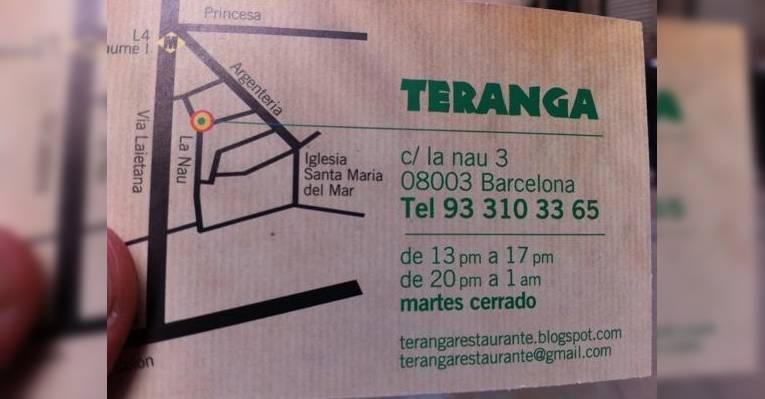 Princesa
L4
aume I
M
Argenteria
Via Laietana
La Nau
Iglesia
Santa Maria
del Mar
TERANGA
c/ la nau 3
08003 Barcelona
Tel 93 310 33 65
de 13 pm a 17 pm
de 20 pm a 1 am
martes cerrado
terangarestaurante.blogspot.com
terangarestaurante@gmail.com